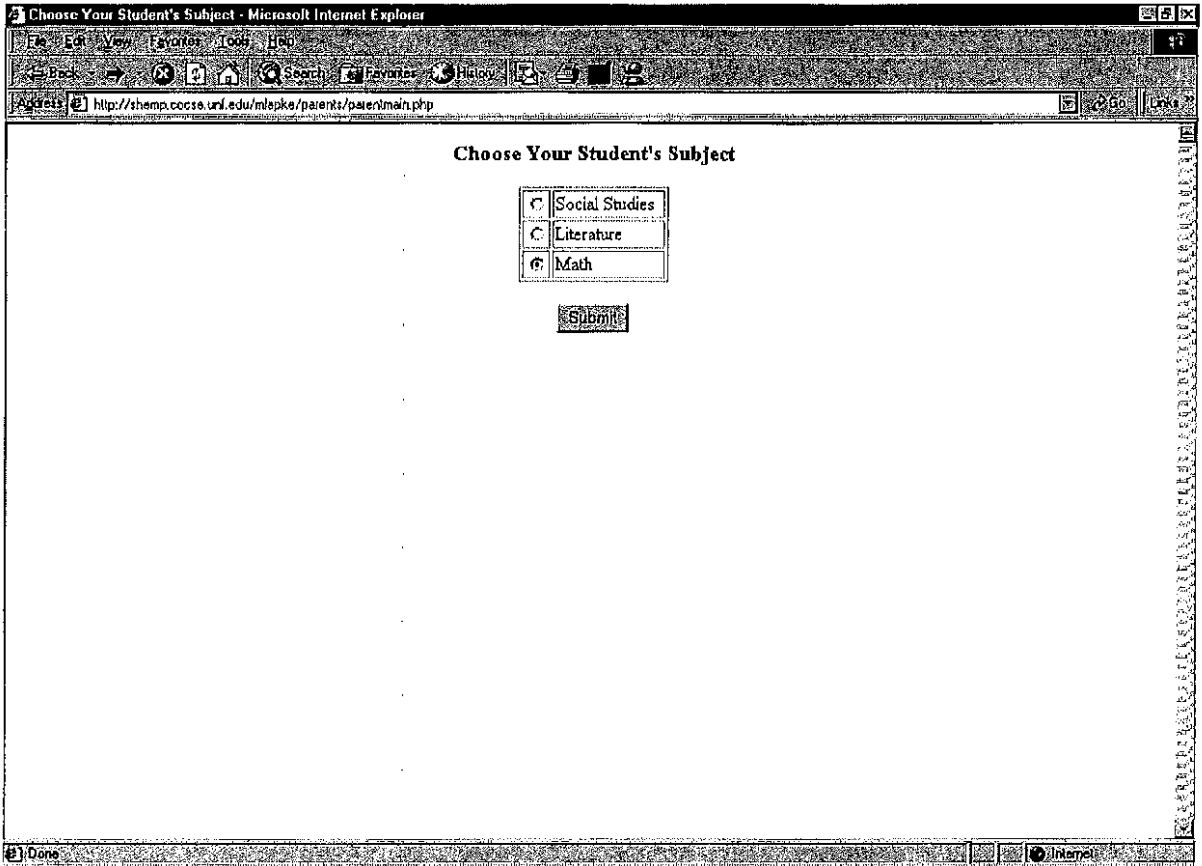 Choose Your Student's Subject - Microsoft Internet Explorer
File Edit View Favorites Tools Help
Back Search Favorites History
Address http://shemp.cocse.unf.edu/mlepke/parents/parentmain.php Go Links
Choose Your Student's Subject
Social Studies
Literature
Math
Submit
Done Internet